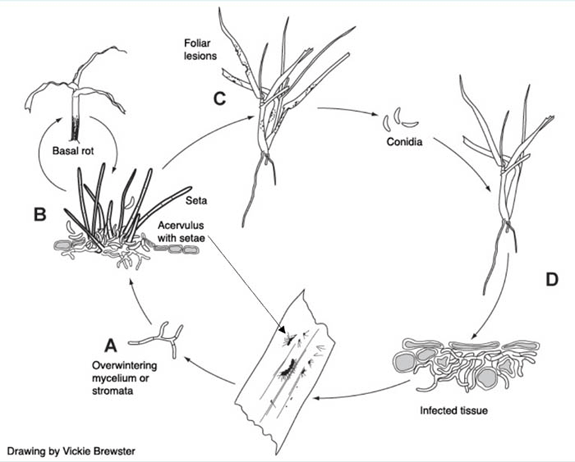 Foliar
lesions
C
Basal rot
Conidia
Seta
B
Acervulus
with setae
D
A
Overwintering
mycelium or
stromata
Infected tissue
Drawing by Vickie Brewster